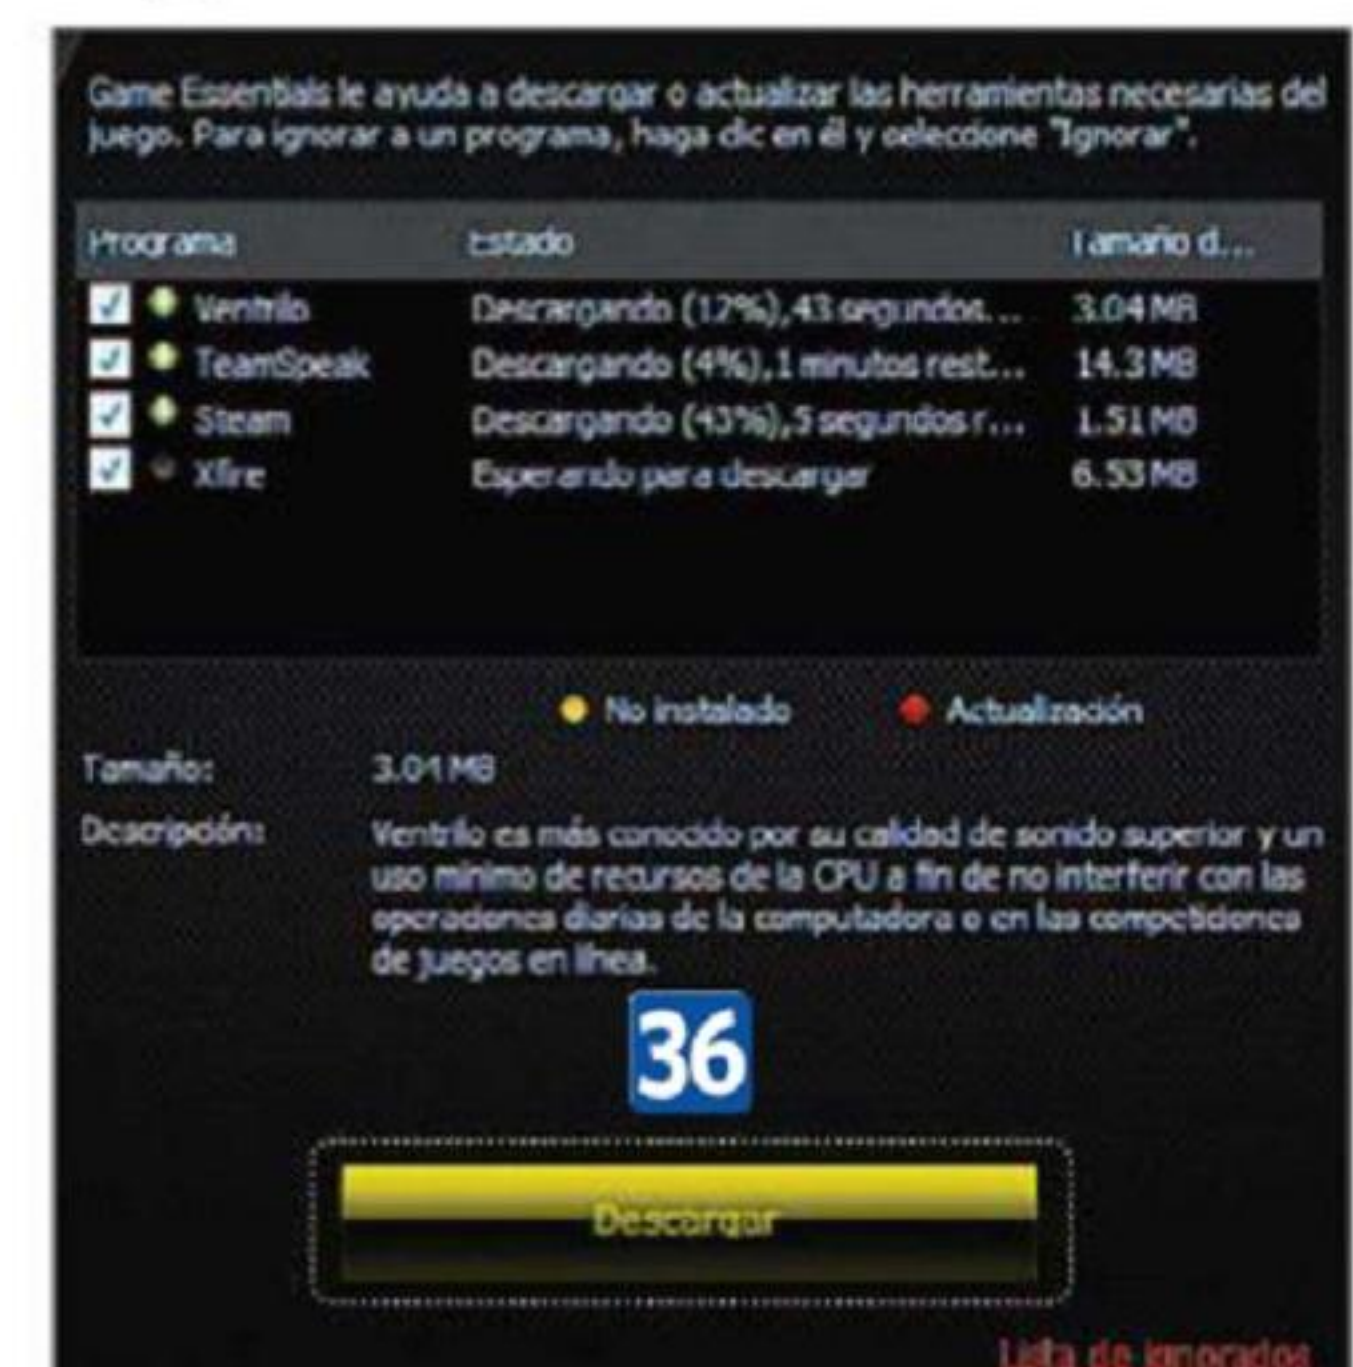 Game Essentials le ayuda a descargar o actualizar las herramientas necesarias del
juego. Para ignorar a un programa, haga clic en él y seleccione "Ignorar".
Programa Estado Tamaño d...
Ventrilo Descargando (12%),43 segundos... 3.04 MB
TeamSpeak Descargando (4%),1 minutos rest... 14.3 MB
Steam Descargando (43%),5 segundos r... 1.51 MB
Xfire Esperando para descargar 6.53 MB
No instalado Actualización
Tamaño: 3.04 MB
Descripción: Ventrilo es más conocido por su calidad de sonido superior y un
uso mínimo de recursos de la CPU a fin de no interferir con las
operaciones diarias de la computadora o en las competiciones
de juegos en línea.
36
Descargar
Lista de ignorados